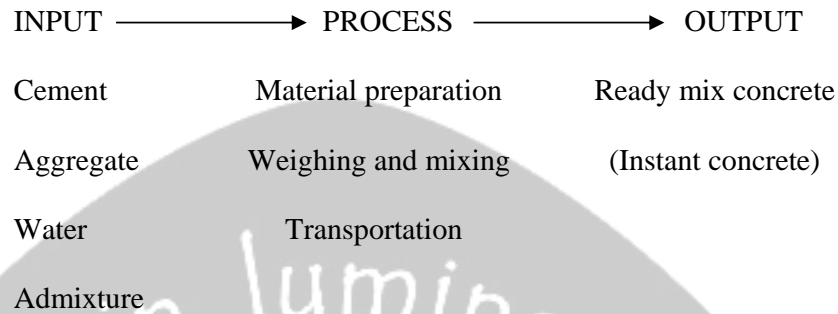 INPUT PROCESS OUTPUT
Cement Material preparation Ready mix concrete
Aggregate Weighing and mixing (Instant concrete)
Water Transportation
Admixture